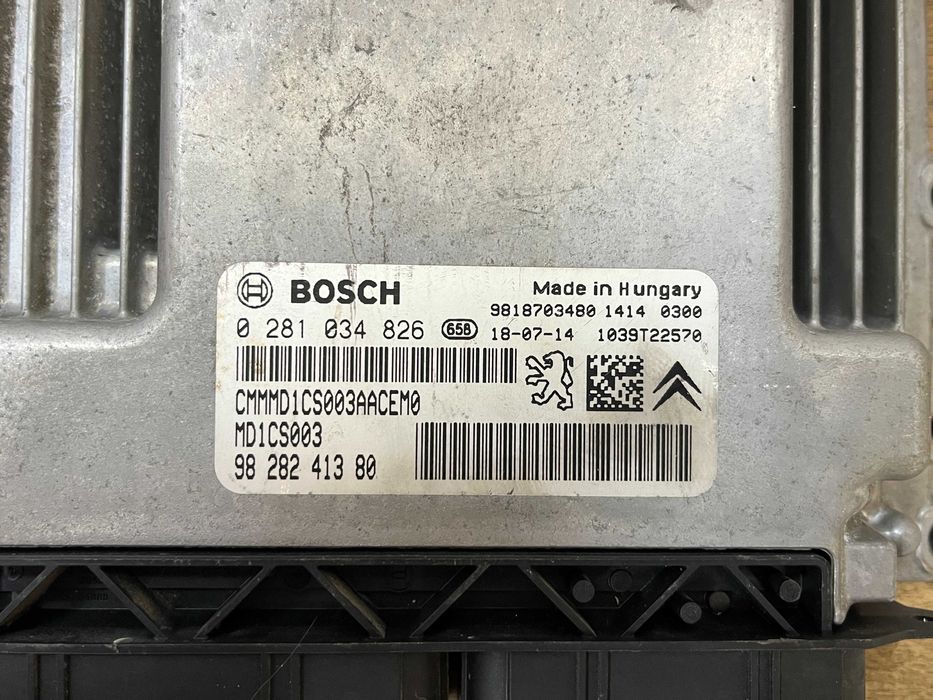 BOSCH
Made in Hungary
9818703480 1414 0300
0 281 034 826 658 18-07-14 1039T22570
CMMMD1CS003AACEM0
MD1CS003
98 282 413 80